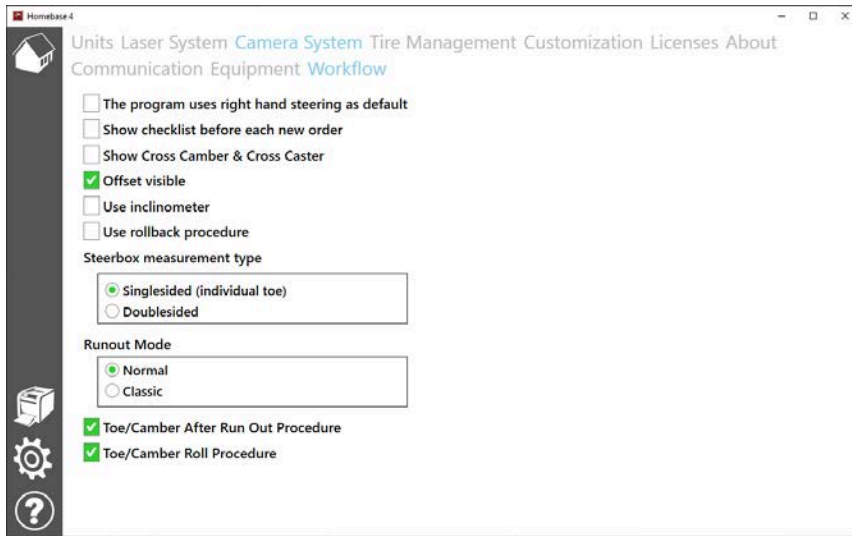 Homebase 4
Units Laser System Camera System Tire Management Customization Licenses About
Communication Equipment Workflow
The program uses right hand steering as default
Show checklist before each new order
Show Cross Camber & Cross Caster
Offset visible
Use inclinometer
Use rollback procedure
Steerbox measurement type
Singlesided (individual toe)
Doublesided
Runout Mode
Normal
Classic
Toe/Camber After Run Out Procedure
Toe/Camber Roll Procedure
?